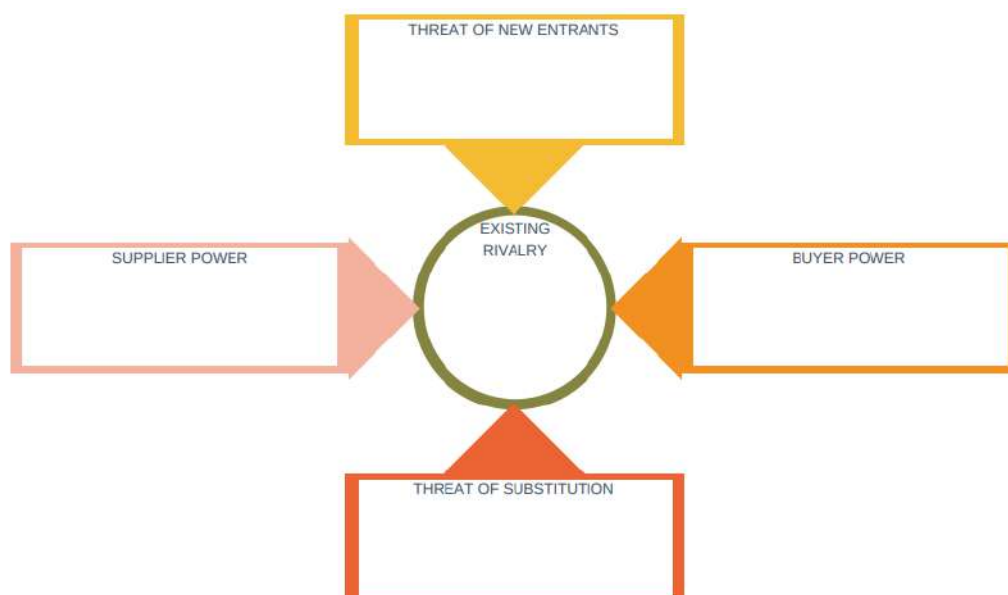 THREAT OF NEW ENTRANTS
EXISTING
RIVALRY
SUPPLIER POWER
BUYER POWER
THREAT OF SUBSTITUTION